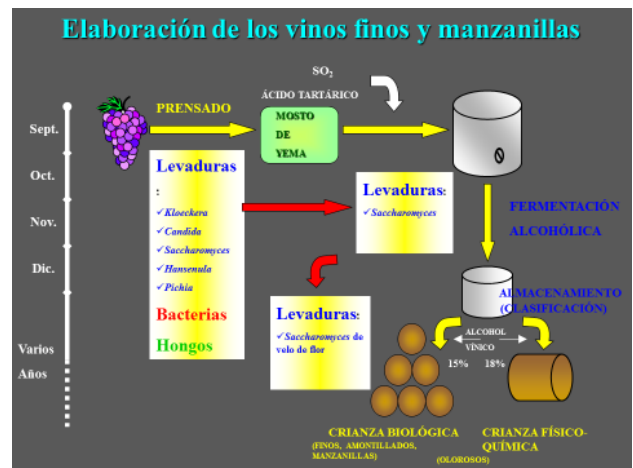 Elaboración de los vinos finos y manzanillas
SO2
PRENSADO
ÁCIDO TARTÁRICO
MOSTO
DE
YEMA
Sept.
Oct.
Nov.
Dic.
Varios
Años
Levaduras
:
✓Kloeckera
✓Candida
✓Saccharomyces
✓Hansenula
✓Pichia
Bacterias
Hongos
Levaduras:
✓Saccharomyces
Levaduras:
✓Saccharomyces de
velo de flor
FERMENTACIÓN
ALCOHÓLICA
ALMACENAMIENTO
(CLASIFICACIÓN)
ALCOHOL
VÍNICO
15% 18%
CRIANZA BIOLÓGICA
(FINOS, AMONTILLADOS,
MANZANILLAS)
CRIANZA FÍSICO-
QUÍMICA
(OLOROSOS)